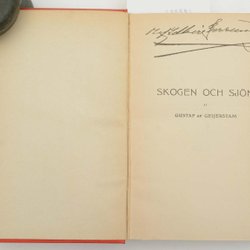 SKOGEN OCH SJÖN
AF
GUSTAF AF GEIJERSTAM